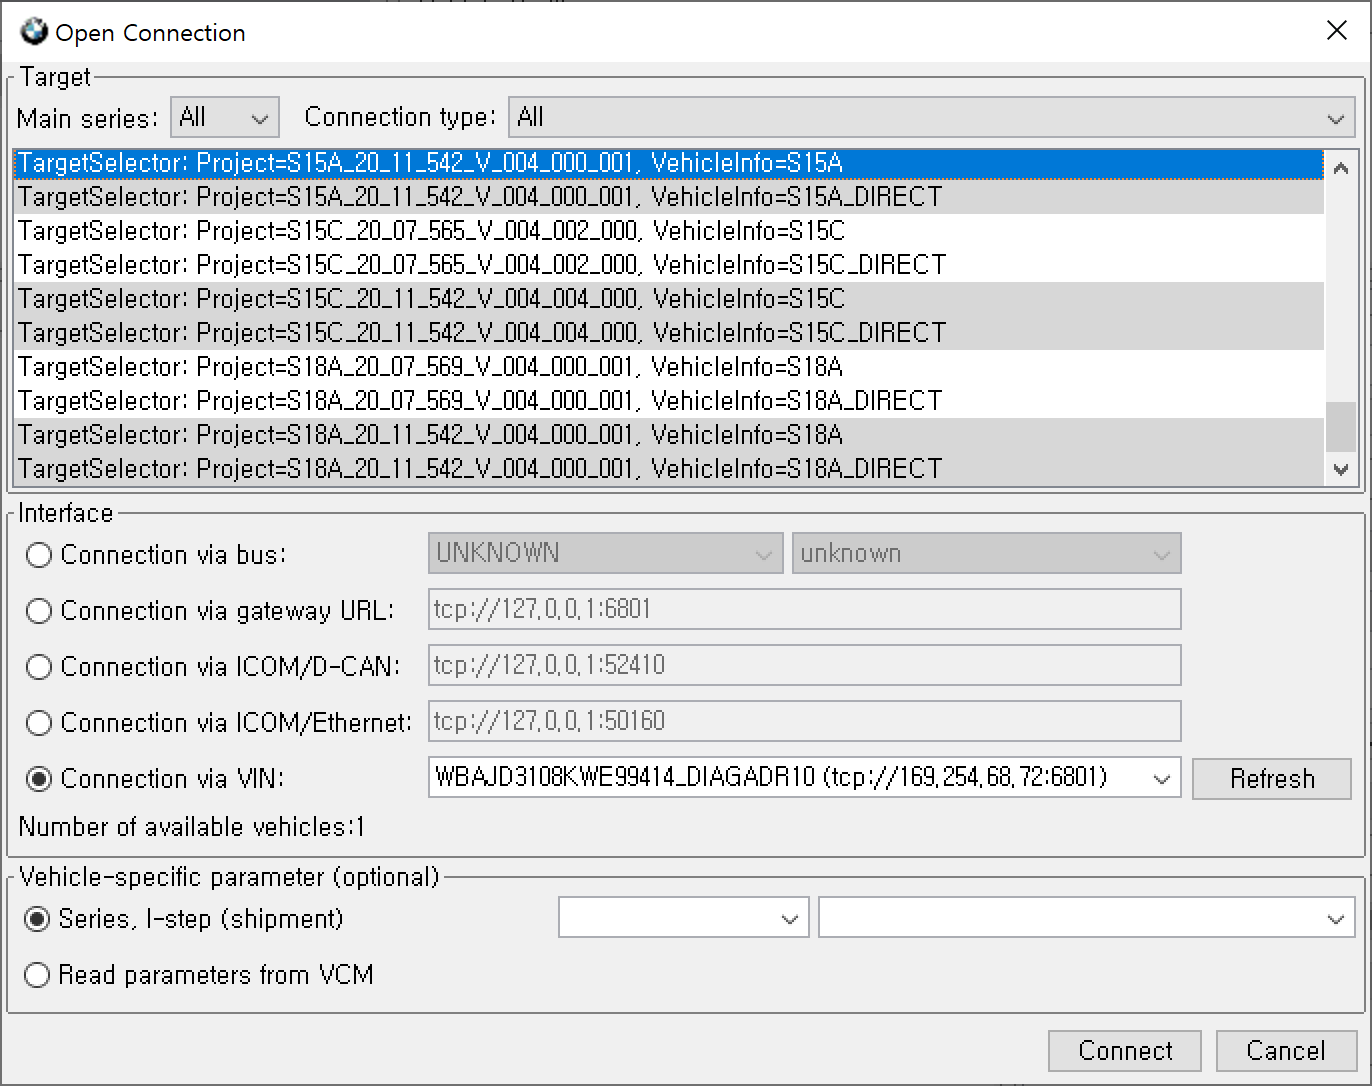 Open Connection
Target
Main series: All Connection type: All
TargetSelector: Project=S15A_20_11_542_V_004_000_001, VehicleInfo=S15A
TargetSelector: Project=S15A_20_11_542_V_004_000_001, VehicleInfo=S15A_DIRECT
TargetSelector: Project=S15C_20_07_565_V_004_002_000, VehicleInfo=S15C
TargetSelector: Project=S15C_20_07_565_V_004_002_000, VehicleInfo=S15C_DIRECT
TargetSelector: Project=S15C_20_11_542_V_004_004_000, VehicleInfo=S15C
TargetSelector: Project=S15C_20_11_542_V_004_004_000, VehicleInfo=S15C_DIRECT
TargetSelector: Project=S18A_20_07_569_V_004_000_001, VehicleInfo=S18A
TargetSelector: Project=S18A_20_07_569_V_004_000_001, VehicleInfo=S18A_DIRECT
TargetSelector: Project=S18A_20_11_542_V_004_000_001, VehicleInfo=S18A
TargetSelector: Project=S18A_20_11_542_V_004_000_001, VehicleInfo=S18A_DIRECT
Interface
Connection via bus: UNKNOWN unknown
Connection via gateway URL: tcp://127.0.0.1:6801
Connection via ICOM/D-CAN: tcp://127.0.0.1:52410
Connection via ICOM/Ethernet: tcp://127.0.0.1:50160
Connection via VIN: WBAJD3108KWE99414_DIAGADR10 (tcp://169.254.68.72:6801) Refresh
Number of available vehicles:1
Vehicle-specific parameter (optional)
Series, I-step (shipment)
Read parameters from VCM
Connect Cancel